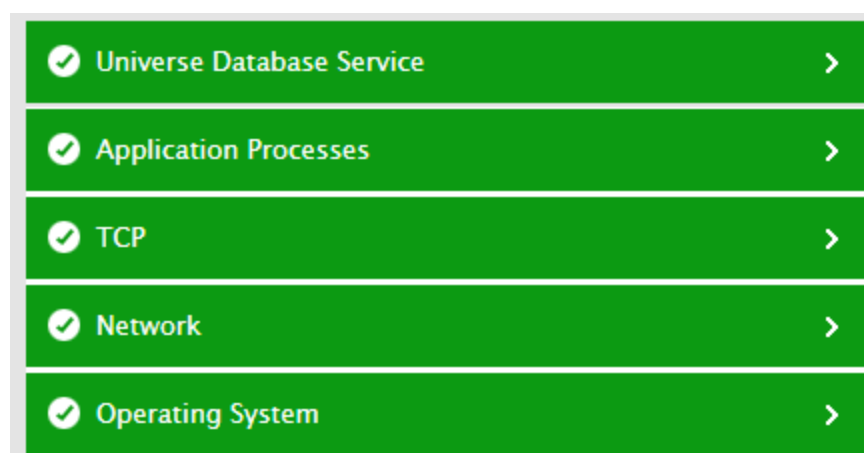 Universe Database Service
Application Processes
TCP
Network
Operating System